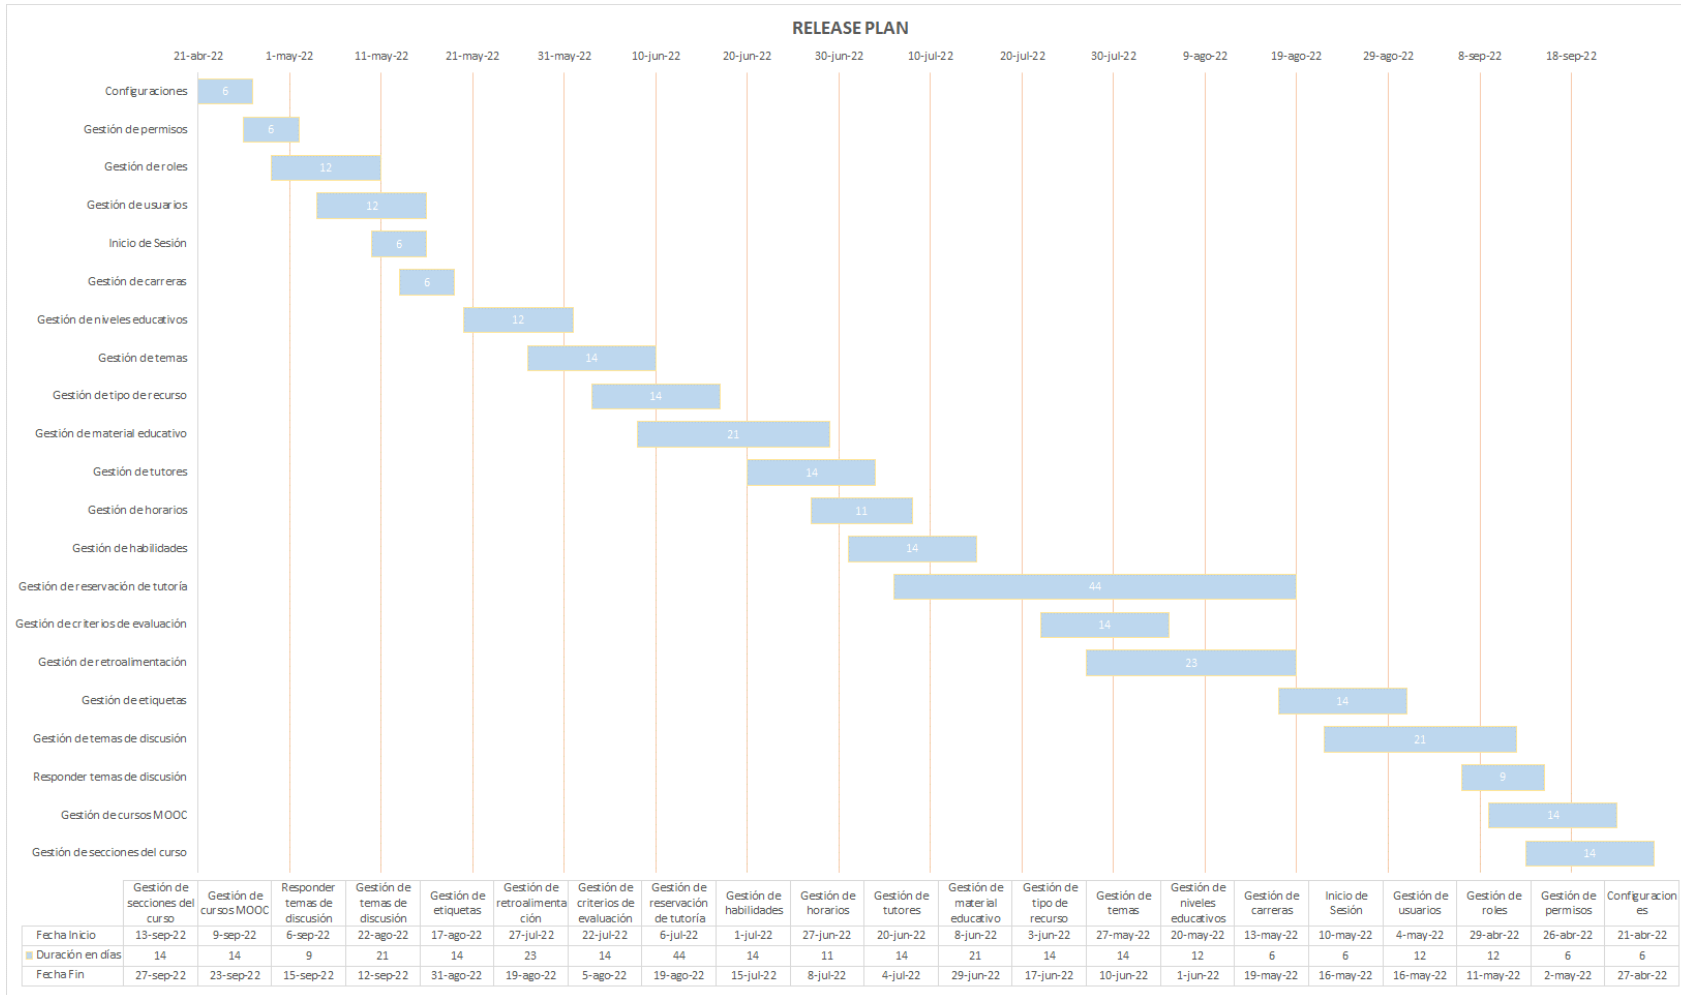 RELEASE PLAN
21-abr-22 1-may-22 11-may-22 21-may-22 31-may-22 10-jun-22 20-jun-22 30-jun-22 10-jul-22 20-jul-22 30-jul-22 9-ago-22 19-ago-22 29-ago-22 8-sep-22 18-sep-22
Configuraciones 6
Gestión de permisos 6
Gestión de roles 12
Gestión de usuarios 12
Inicio de Sesión 6
Gestión de carreras 6
Gestión de niveles educativos 12
Gestión de temas 14
Gestión de tipo de recurso 14
Gestión de material educativo 21
Gestión de tutores 14
Gestión de horarios 11
Gestión de habilidades 14
Gestión de reservación de tutoría 44
Gestión de criterios de evaluación 14
Gestión de retroalimentación 23
Gestión de etiquetas 14
Gestión de temas de discusión 21
Responder temas de discusión 9
Gestión de cursos MOOC 14
Gestión de secciones del curso 14
Gestión de secciones del curso Gestión de cursos MOOC Responder temas de discusión Gestión de temas de discusión Gestión de etiquetas Gestión de retroalimentación Gestión de criterios de evaluación Gestión de reservación de tutoría Gestión de habilidades Gestión de horarios Gestión de tutores Gestión de material educativo Gestión de tipo de recurso Gestión de temas Gestión de niveles educativos Gestión de carreras Inicio de Sesión Gestión de usuarios Gestión de roles Gestión de permisos Configuraciones
Fecha Inicio 13-sep-22 9-sep-22 6-sep-22 22-ago-22 17-ago-22 27-jul-22 22-jul-22 6-jul-22 1-jul-22 27-jun-22 20-jun-22 8-jun-22 3-jun-22 27-may-22 20-may-22 13-may-22 10-may-22 4-may-22 29-abr-22 26-abr-22 21-abr-22
Duración en días 14 14 9 21 14 23 14 44 14 11 14 21 14 14 12 6 6 12 12 6 6
Fecha Fin 27-sep-22 23-sep-22 15-sep-22 12-sep-22 31-ago-22 19-ago-22 5-ago-22 19-ago-22 15-jul-22 8-jul-22 4-jul-22 29-jun-22 17-jun-22 10-jun-22 1-jun-22 19-may-22 16-may-22 16-may-22 11-may-22 2-may-22 27-abr-22